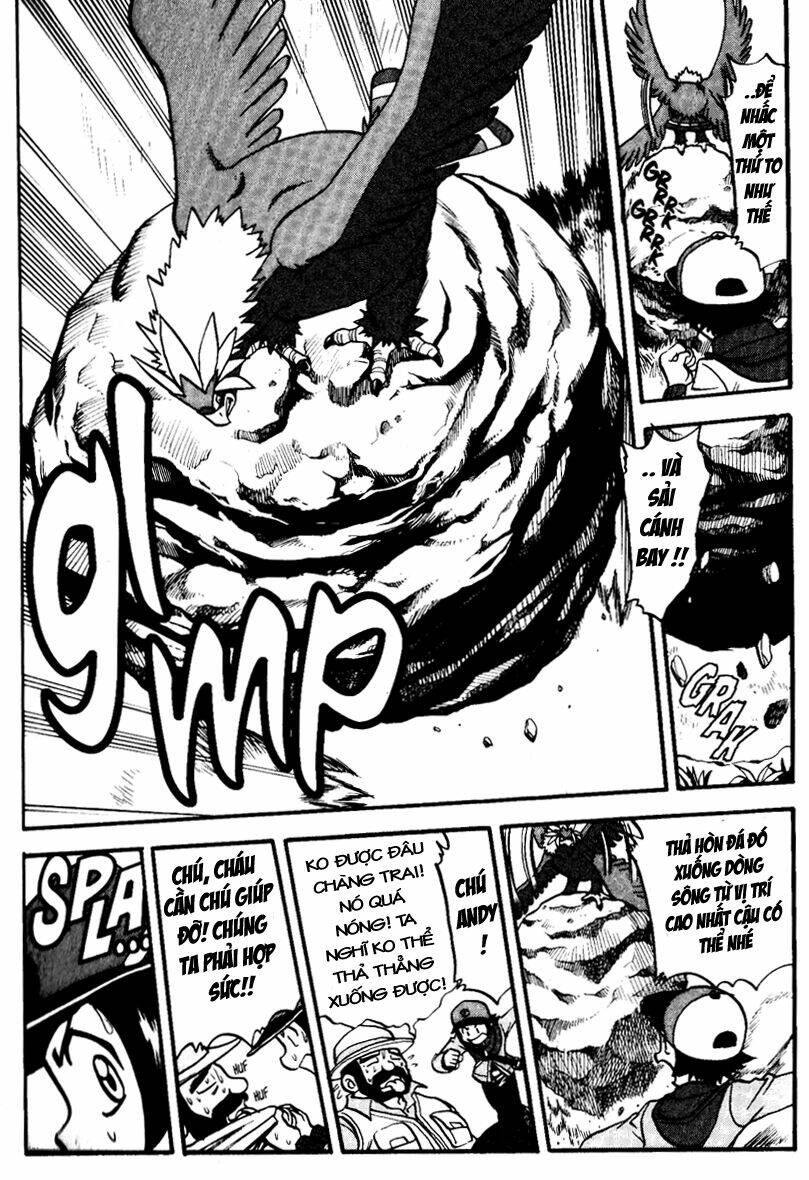 ..ĐỂ
NHẤC
MỘT
THỨ TO
NHƯ
THẾ
GRRRK
GRRRK
.. VÀ
SẢI
CÁNH
BAY !!
GRAK
glmp
THẢ HÒN ĐÁ ĐÓ
XUỐNG DÒNG
SÔNG TỪ VỊ TRÍ
CAO NHẤT CẬU CÓ
THỂ NHÉ
CHÚ
ANDY
!
KO ĐƯỢC ĐÂU
CHÀNG TRAI!
NÓ QUÁ
NÓNG! TA
NGHĨ KO THỂ
THẢ THẲNG
XUỐNG ĐƯỢC!
CHÚ, CHÁU
CẦN CHÚ GIÚP
ĐỠ! CHÚNG
TA PHẢI HỢP
SỨC!!
HUF
HUF
SPLA...